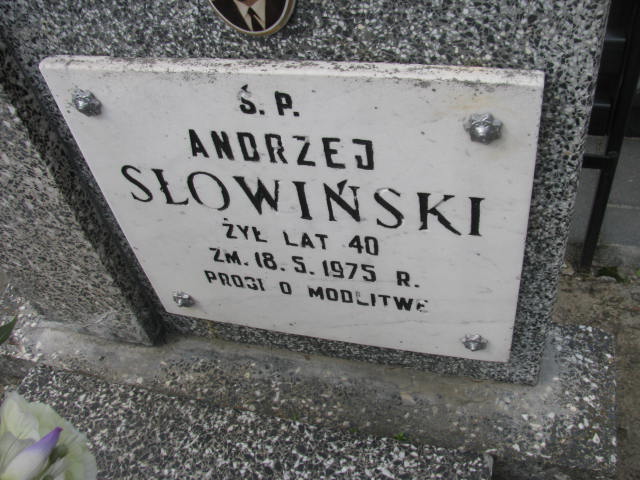 Ś. P.
ANDRZEJ
SŁOWIŃSKI
ŻYŁ LAT 40
ZM. 18. 5. 1975 R.
PROSI O MODLITWĘ